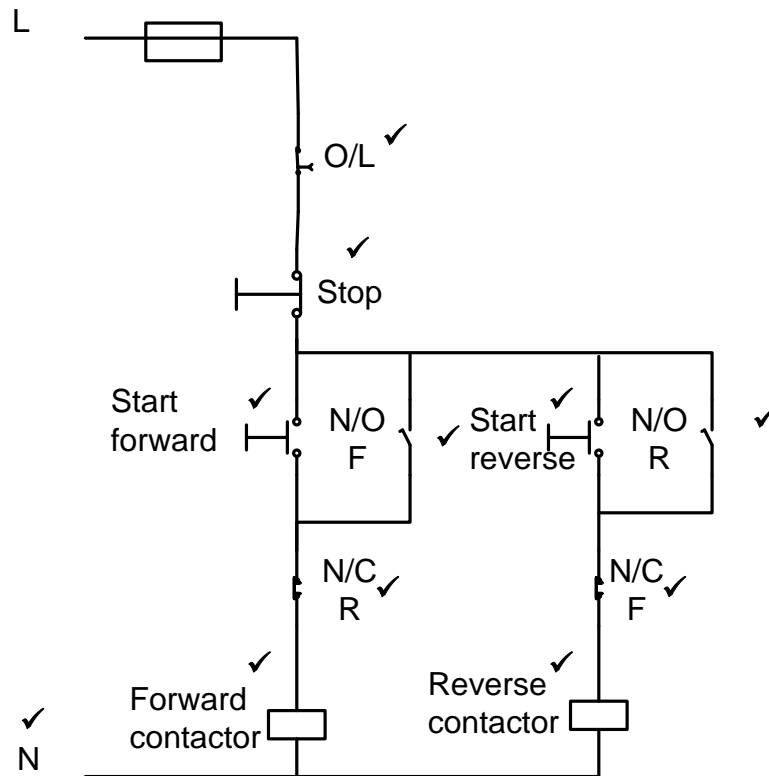 L
O/L
Stop
Start
forward
N/O
F
Start
reverse
N/O
R
N/C
R
N/C
F
Forward
contactor
Reverse
contactor
N